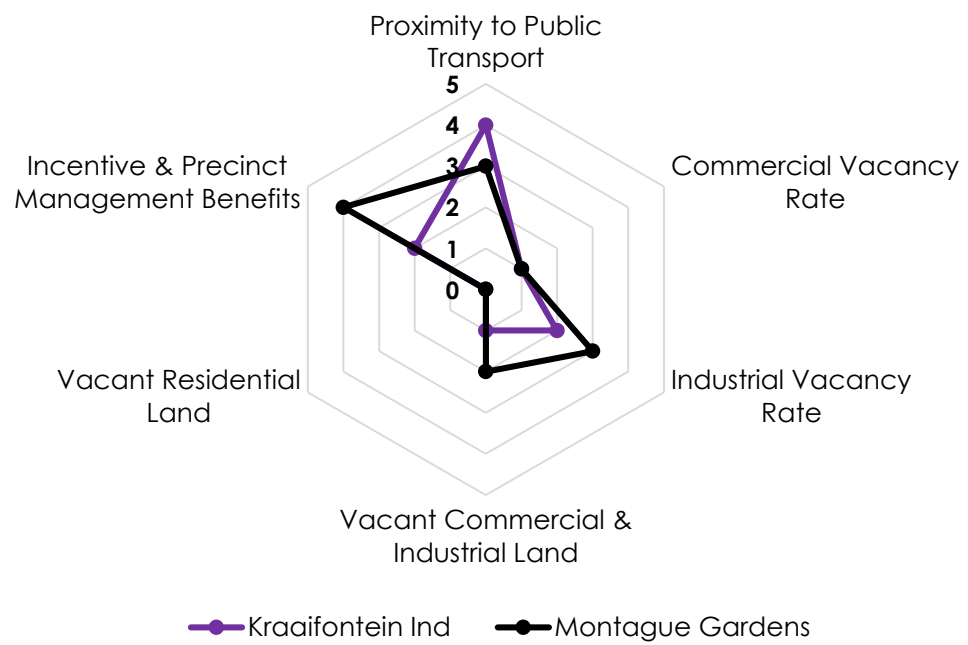 Proximity to Public
Transport
5
4
3
2
1
0
Commercial Vacancy
Rate
Industrial Vacancy
Rate
Vacant Commercial &
Industrial Land
Vacant Residential
Land
Incentive & Precinct
Management Benefits
Kraaifontein Ind
Montague Gardens